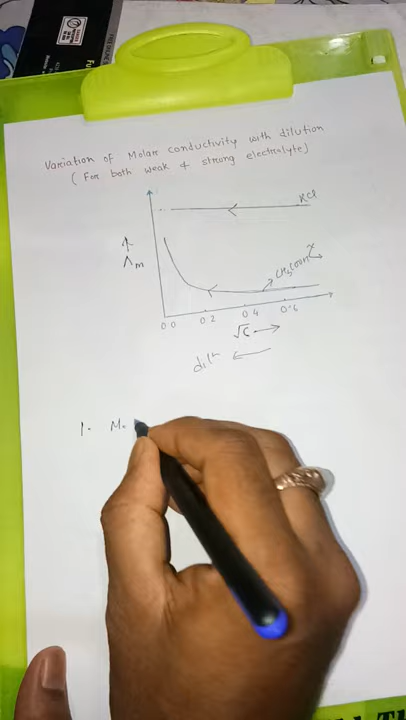 Variation of Molar conductivity with dilution
(For both weak & strong electrolyte)
KCl
↑
Λm
CH3COOH
0.0 0.2 0.4 0.6
√C →
dilⁿ ←
1. M.